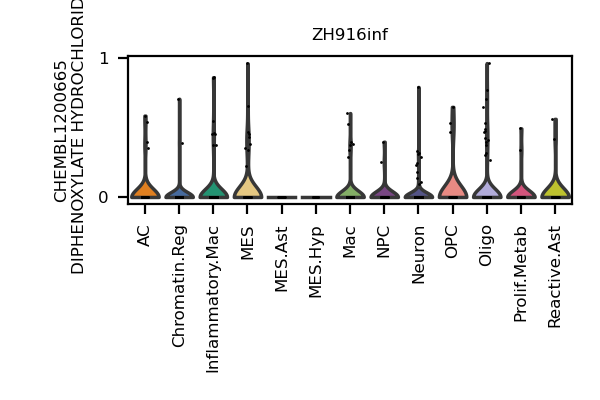 ZH916inf
CHEMBL1200665
DIPHENOXYLATE HYDROCHLORID
1
0
AC
Chromatin.Reg
Inflammatory.Mac
MES
MES.Ast
MES.Hyp
Mac
NPC
Neuron
OPC
Oligo
Prolif.Metab
Reactive.Ast